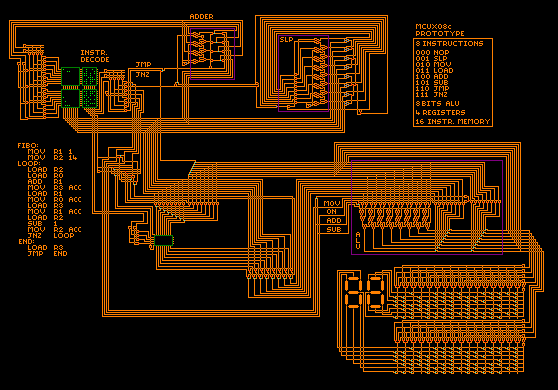 ADDER
MCUX08c
PROTOTYPE
8 INSTRUCTIONS
000 NOP
001 SLP
010 MOV
011 LOAD
100 ADD
101 SUB
110 JMP
111 JNZ
8 BITS ALU
4 REGISTERS
16 INSTR. MEMORY
SLP
INSTR.
DECODE
JMP
JNZ
FIBO:
MOV R1 1
MOV R2 14
LOOP:
LOAD R2
LOAD R0
ADD R1
MOV R3 ACC
LOAD R1
MOV R0 ACC
LOAD R3
MOV R1 ACC
LOAD R2
SUB
MOV R2 ACC
JNZ LOOP
END:
LOAD R3
JMP END
MOV
ON
ADD
SUB
ALU